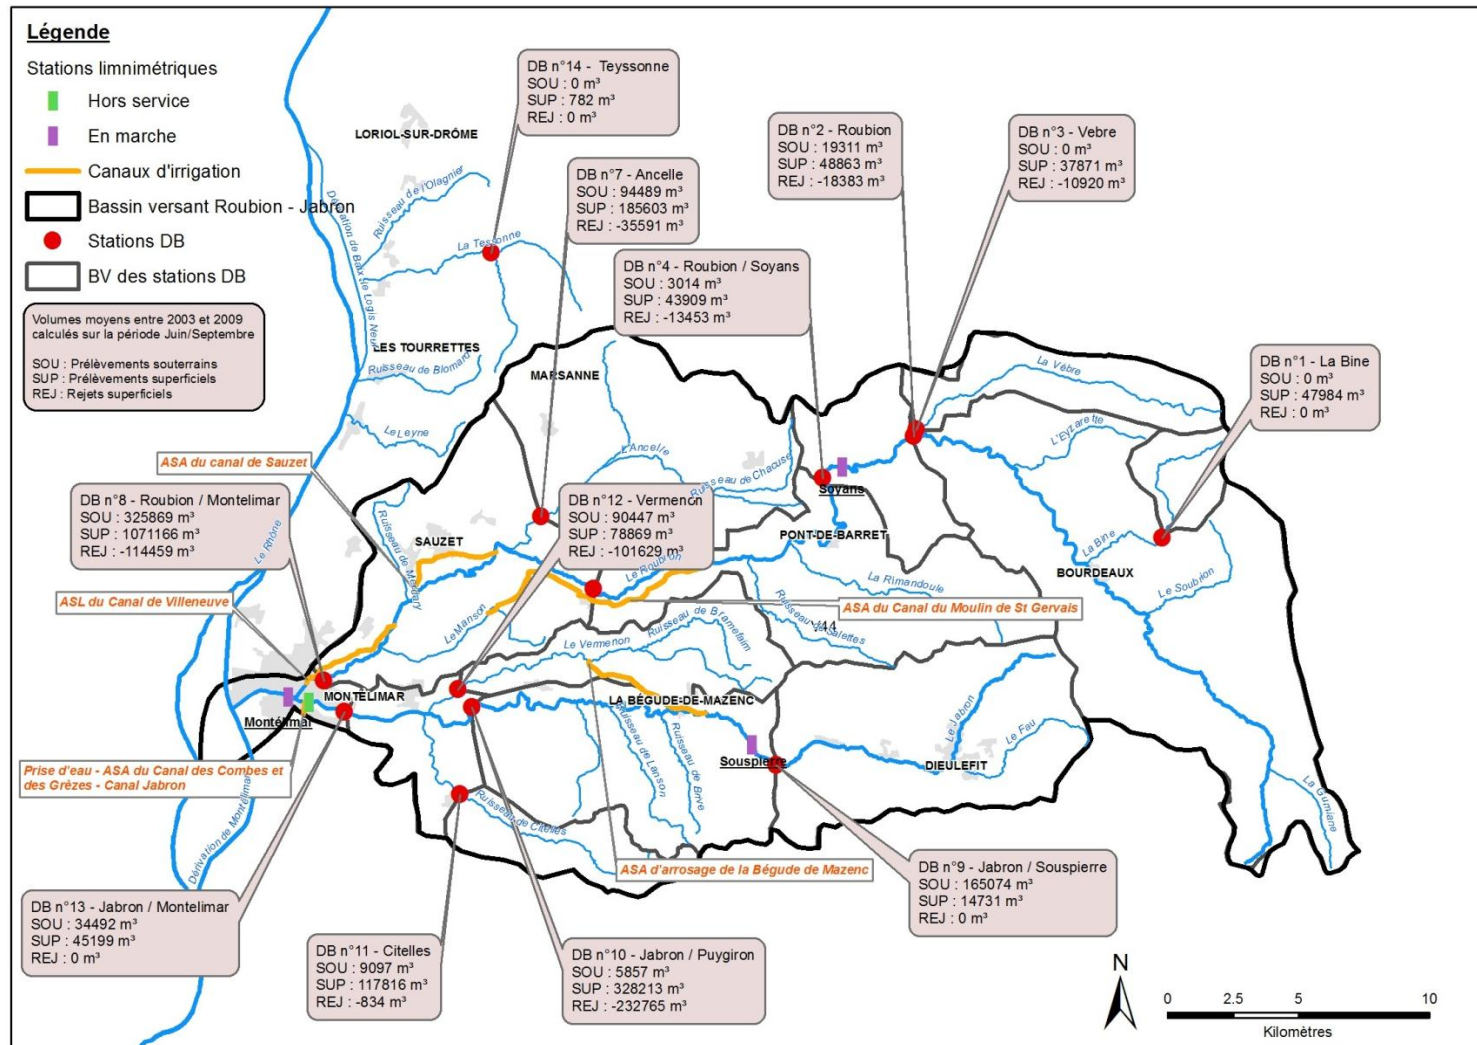 Légende
Stations limnimétriques
Hors service
En marche
Canaux d'irrigation
Bassin versant Roubion - Jabron
Stations DB
BV des stations DB
Volumes moyens entre 2003 et 2009
calculés sur la période Juin/Septembre
SOU : Prélèvements souterrains
SUP : Prélèvements superficiels
REJ : Rejets superficiels
DB n°14 - Teyssonne
SOU : 0 m³
SUP : 782 m³
REJ : 0 m³
DB n°7 - Ancelle
SOU : 94489 m³
SUP : 185603 m³
REJ : -35591 m³
DB n°2 - Roubion
SOU : 19311 m³
SUP : 48863 m³
REJ : -18383 m³
DB n°3 - Vebre
SOU : 0 m³
SUP : 37871 m³
REJ : -10920 m³
DB n°4 - Roubion / Soyans
SOU : 3014 m³
SUP : 43909 m³
REJ : -13453 m³
DB n°1 - La Bine
SOU : 0 m³
SUP : 47984 m³
REJ : 0 m³
LORIOL-SUR-DRÔME
Ruisseau de l'Olagnier
Dérivation de Baix de Logis Neuf
La Tessonne
LES TOURRETTES
Ruisseau de Blomard
MARSANNE
Le Leyne
La Vèbre
L'Eyzarette
L'Ancelle
Ruisseau de Chacuse
Soyans
ASA du canal de Sauzet
DB n°8 - Roubion / Montelimar
SOU : 325869 m³
SUP : 1071166 m³
REJ : -114459 m³
DB n°12 - Vermenon
SOU : 90447 m³
SUP : 78869 m³
REJ : -101629 m³
Le Rhône
SAUZET
Ruisseau de Merdary
PONT-DE-BARRET
Le Roubion
La Bine
BOURDEAUX
Le Soubrion
La Rimandoule
ASL du Canal de Villeneuve
ASA du Canal du Moulin de St Gervais
Le Manson
Ruisseau de Bramefaim
Ruisseau de Salettes
V44
Le Vermenon
MONTÉLIMAR
LA BÉGUDE-DE-MAZENC
Montélimar
Le Jabron
Le Fau
Souspierre
DIEULEFIT
Prise d'eau - ASA du Canal des Combes et
des Grèzes - Canal Jabron
Ruisseau de Lanson
Ruisseau de Brive
Ruisseau de Citelles
La Gumiane
Dérivation de Montélimar
ASA d'arrosage de la Bégude de Mazenc
DB n°13 - Jabron / Montelimar
SOU : 34492 m³
SUP : 45199 m³
REJ : 0 m³
DB n°11 - Citelles
SOU : 9097 m³
SUP : 117816 m³
REJ : -834 m³
DB n°10 - Jabron / Puygiron
SOU : 5857 m³
SUP : 328213 m³
REJ : -232765 m³
DB n°9 - Jabron / Souspierre
SOU : 165074 m³
SUP : 14731 m³
REJ : 0 m³
N
0 2.5 5 10
Kilomètres